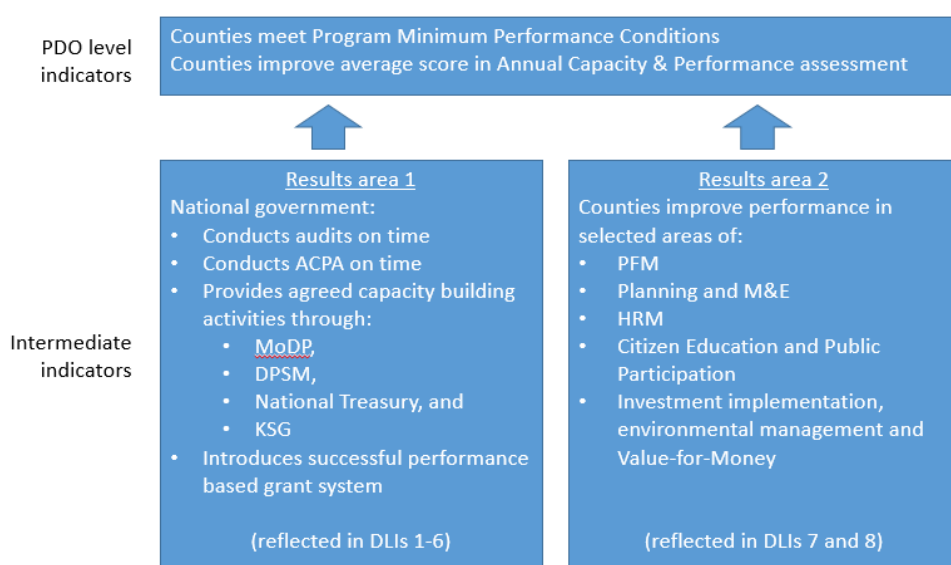 PDO level
indicators
Counties meet Program Minimum Performance Conditions
Counties improve average score in Annual Capacity & Performance assessment
Intermediate
indicators
Results area 1
National government:
• Conducts audits on time
• Conducts ACPA on time
• Provides agreed capacity building
activities through:
• MoDP,
• DPSM,
• National Treasury, and
• KSG
• Introduces successful performance
based grant system
(reflected in DLIs 1-6)
Results area 2
Counties improve performance in
selected areas of:
• PFM
• Planning and M&E
• HRM
• Citizen Education and Public
Participation
• Investment implementation,
environmental management and
Value-for-Money
(reflected in DLIs 7 and 8)